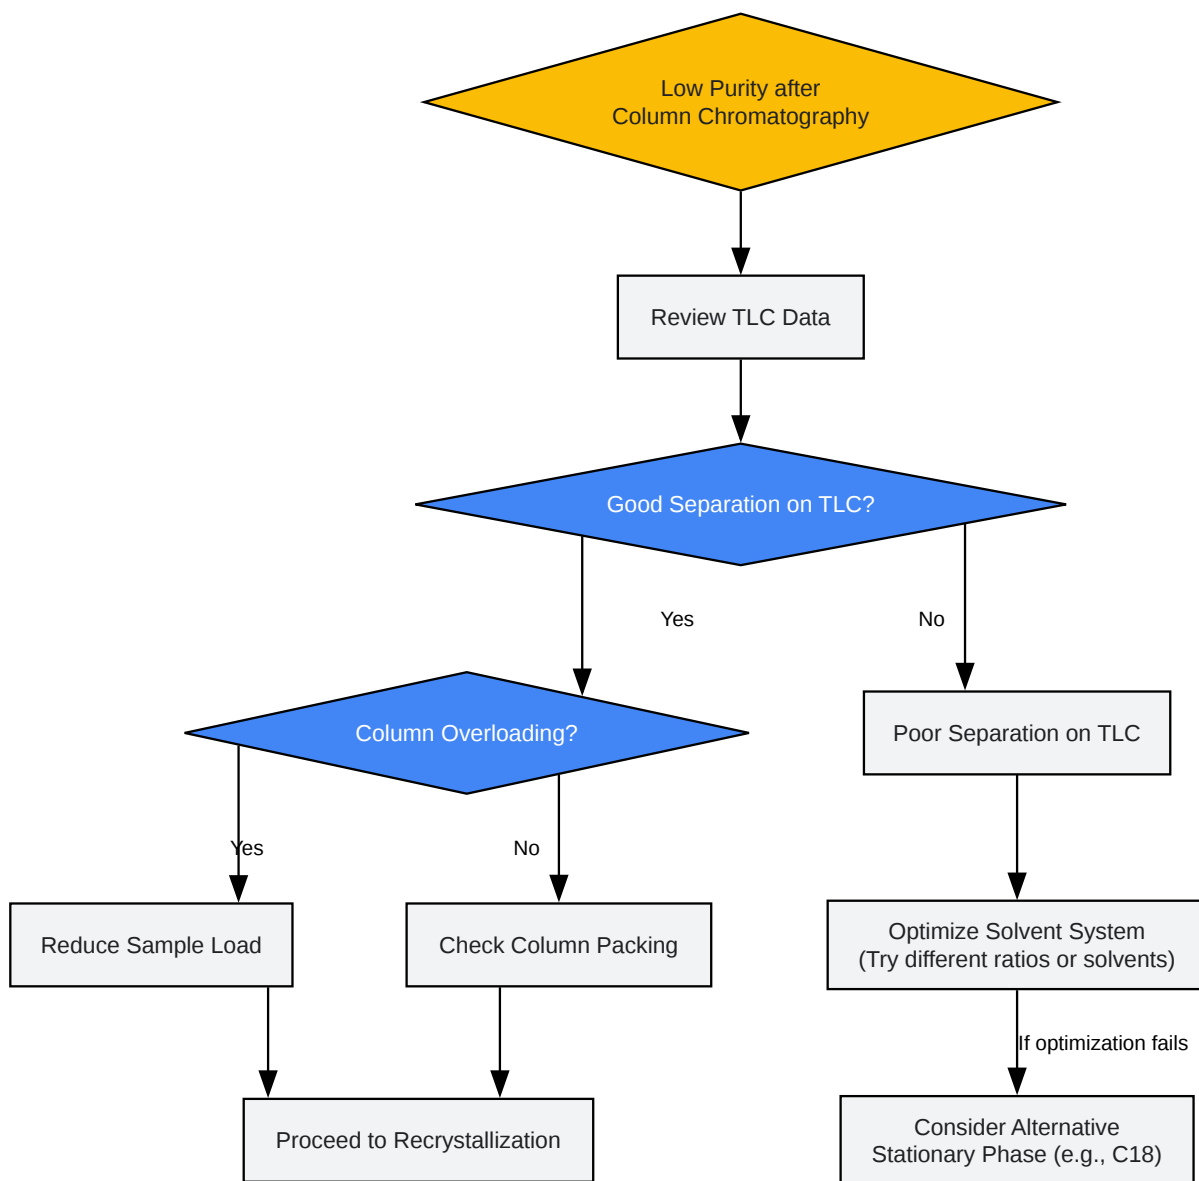 Low Purity after
Column Chromatography
Review TLC Data
Good Separation on TLC?
Yes
No
Column Overloading?
Poor Separation on TLC
Yes
No
Reduce Sample Load
Check Column Packing
Optimize Solvent System
(Try different ratios or solvents)
If optimization fails
Proceed to Recrystallization
Consider Alternative
Stationary Phase (e.g., C18)